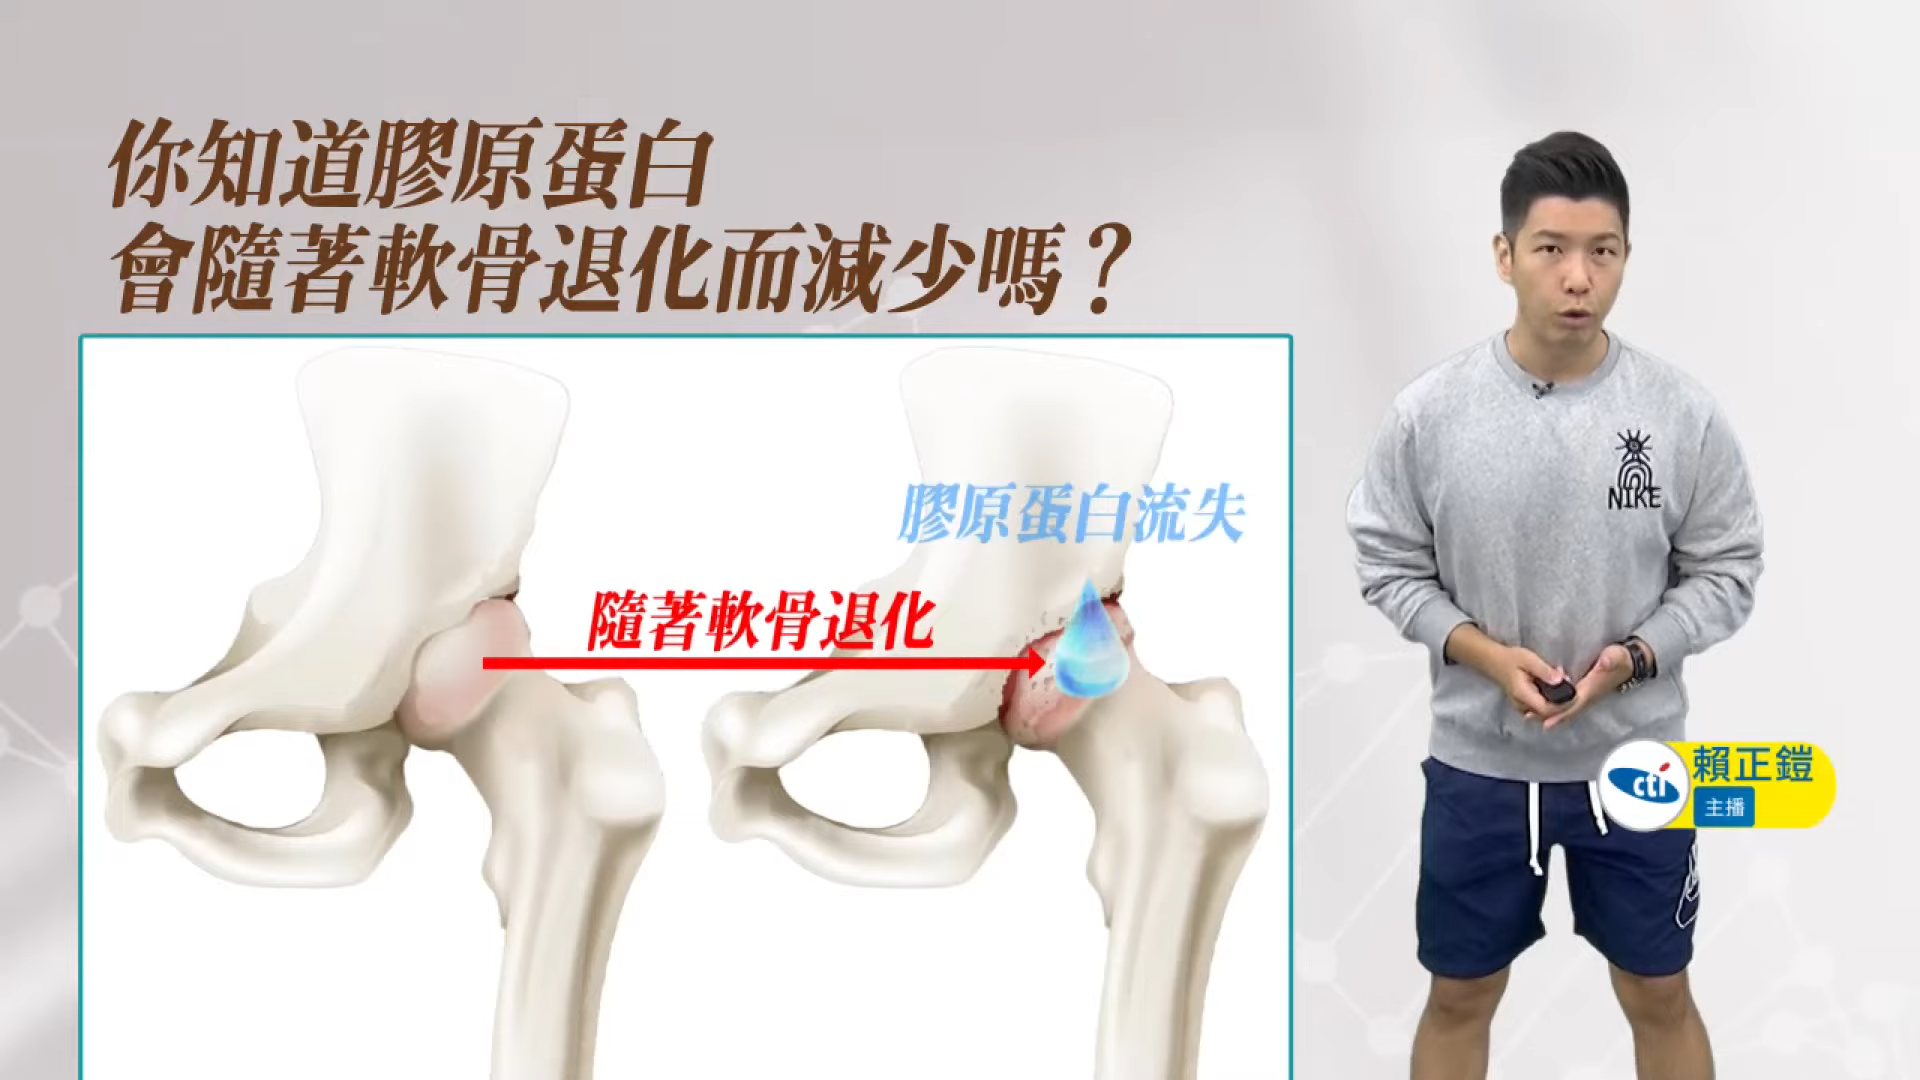 你知道膠原蛋白
會隨著軟骨退化而減少嗎？
膠原蛋白流失
隨著軟骨退化
NIKE
cti
賴正鎧
主播